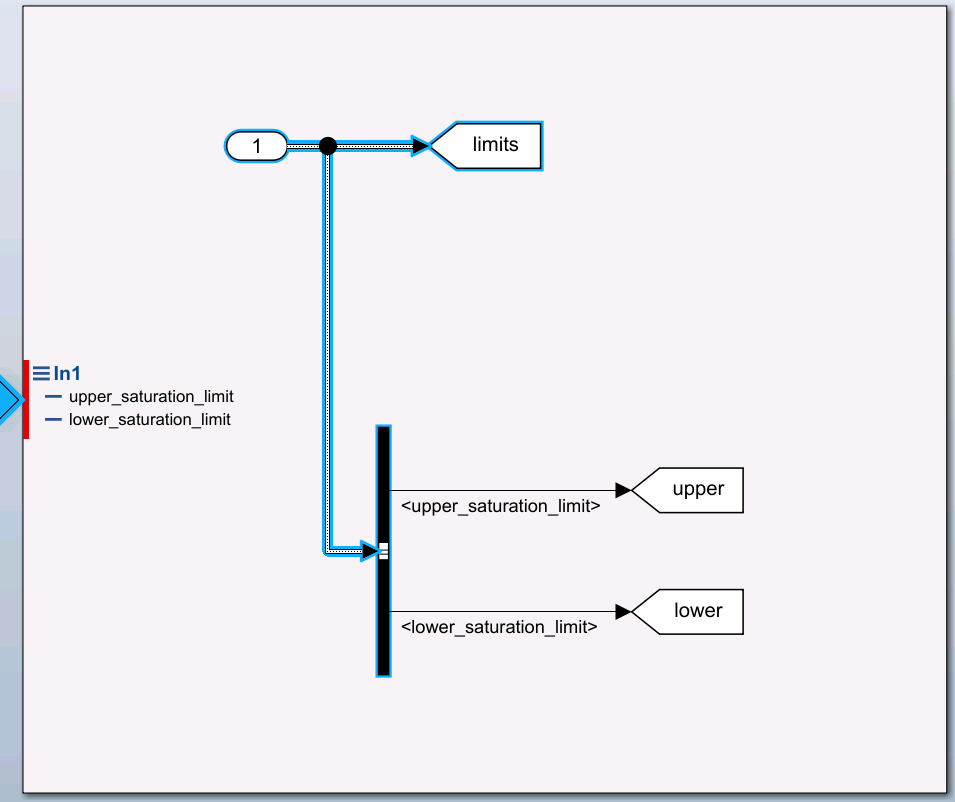 1
limits
In1
upper_saturation_limit
lower_saturation_limit
upper
<upper_saturation_limit>
lower
<lower_saturation_limit>